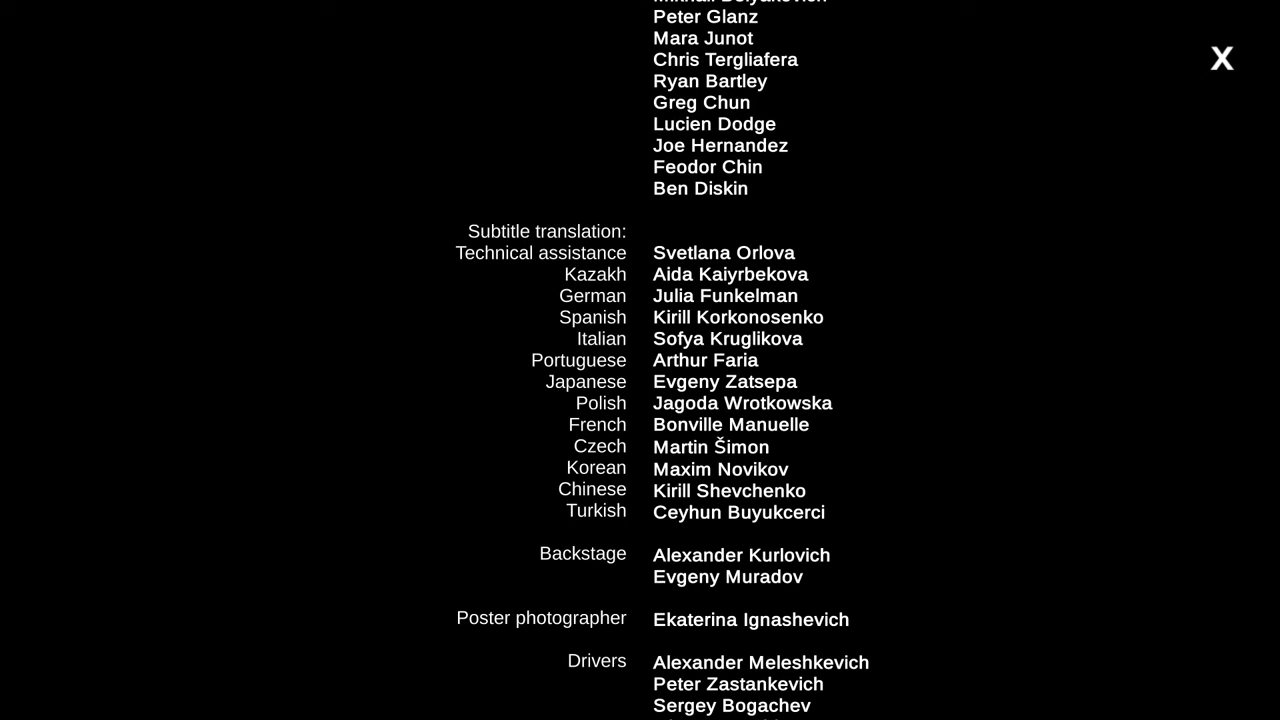 Peter Glanz
Mara Junot
X
Chris Tergliafera
Ryan Bartley
Greg Chun
Lucien Dodge
Joe Hernandez
Feodor Chin
Ben Diskin
Subtitle translation:
Technical assistance Svetlana Orlova
Kazakh Aida Kaiyrbekova
German Julia Funkelman
Spanish Kirill Korkonosenko
Italian Sofya Kruglikova
Portuguese Arthur Faria
Japanese Evgeny Zatsepa
Polish Jagoda Wrotkowska
French Bonville Manuelle
Czech Martin Šimon
Korean Maxim Novikov
Chinese Kirill Shevchenko
Turkish Ceyhun Buyukcerci
Backstage Alexander Kurlovich
Evgeny Muradov
Poster photographer Ekaterina Ignashevich
Drivers Alexander Meleshkevich
Peter Zastankevich
Sergey Bogachev